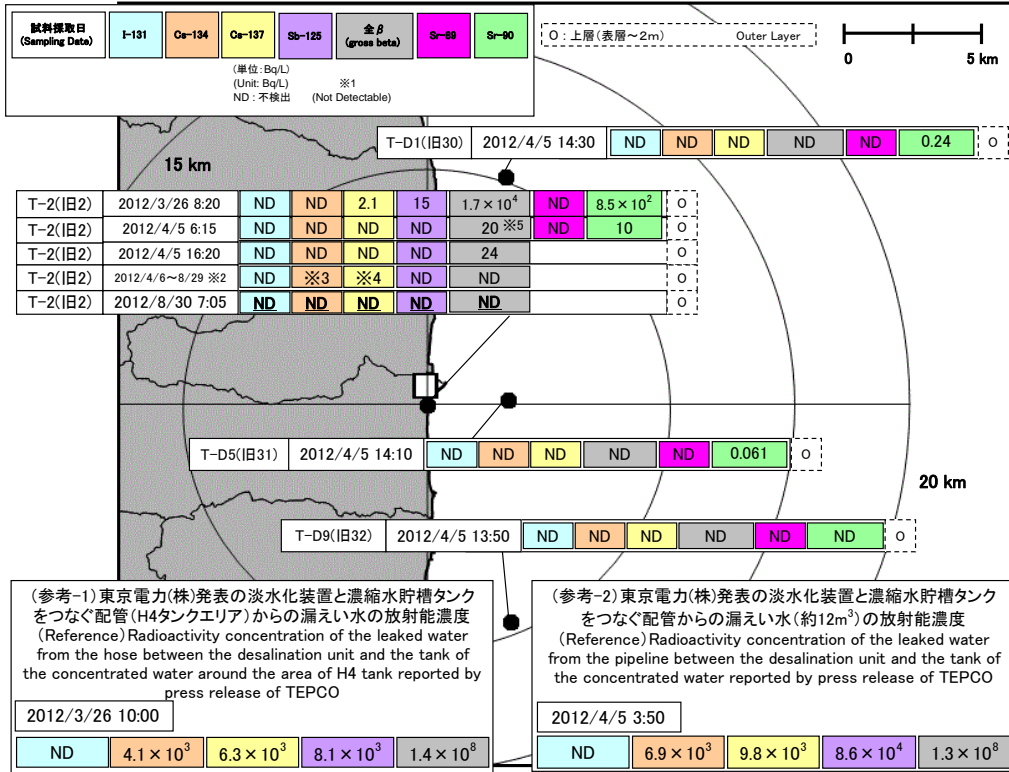 試料採取日
(Sampling Date)
I-131
Cs-134
Cs-137
Sb-125
全β
(gross beta)
Sr-89
Sr-90
(単位:Bq/L)
(Unit: Bq/L) ※1
ND:不検出 (Not Detectable)
O:上層(表層～2m) Outer Layer
0 5 km
T-D1(旧30) 2012/4/5 14:30 ND ND ND ND ND 0.24 O
15 km
T-2(旧2) 2012/3/26 8:20 ND ND 2.1 15 1.7×10⁴ ND 8.5×10² O
T-2(旧2) 2012/4/5 6:15 ND ND ND ND 20 ※5 ND 10 O
T-2(旧2) 2012/4/5 16:20 ND ND ND ND 24 O
T-2(旧2) 2012/4/6～8/29 ※2 ND ※3 ※4 ND ND O
T-2(旧2) 2012/8/30 7:05 ND ND ND ND ND O
T-D5(旧31) 2012/4/5 14:10 ND ND ND ND ND 0.061 O
20 km
T-D9(旧32) 2012/4/5 13:50 ND ND ND ND ND ND O
(参考-1)東京電力(株)発表の淡水化装置と濃縮水貯槽タンク
をつなぐ配管(H4タンクエリア)からの漏えい水の放射能濃度
(Reference)Radioactivity concentration of the leaked water
from the hose between the desalination unit and the tank of
the concentrated water around the area of H4 tank reported by
press release of TEPCO
2012/3/26 10:00
ND 4.1×10³ 6.3×10³ 8.1×10³ 1.4×10⁸
(参考-2)東京電力(株)発表の淡水化装置と濃縮水貯槽タンク
をつなぐ配管からの漏えい水(約12m³)の放射能濃度
(Reference)Radioactivity concentration of the leaked water
from the pipeline between the desalination unit and the tank of
the concentrated water reported by press release of TEPCO
2012/4/5 3:50
ND 6.9×10³ 9.8×10³ 8.6×10⁴ 1.3×10⁸